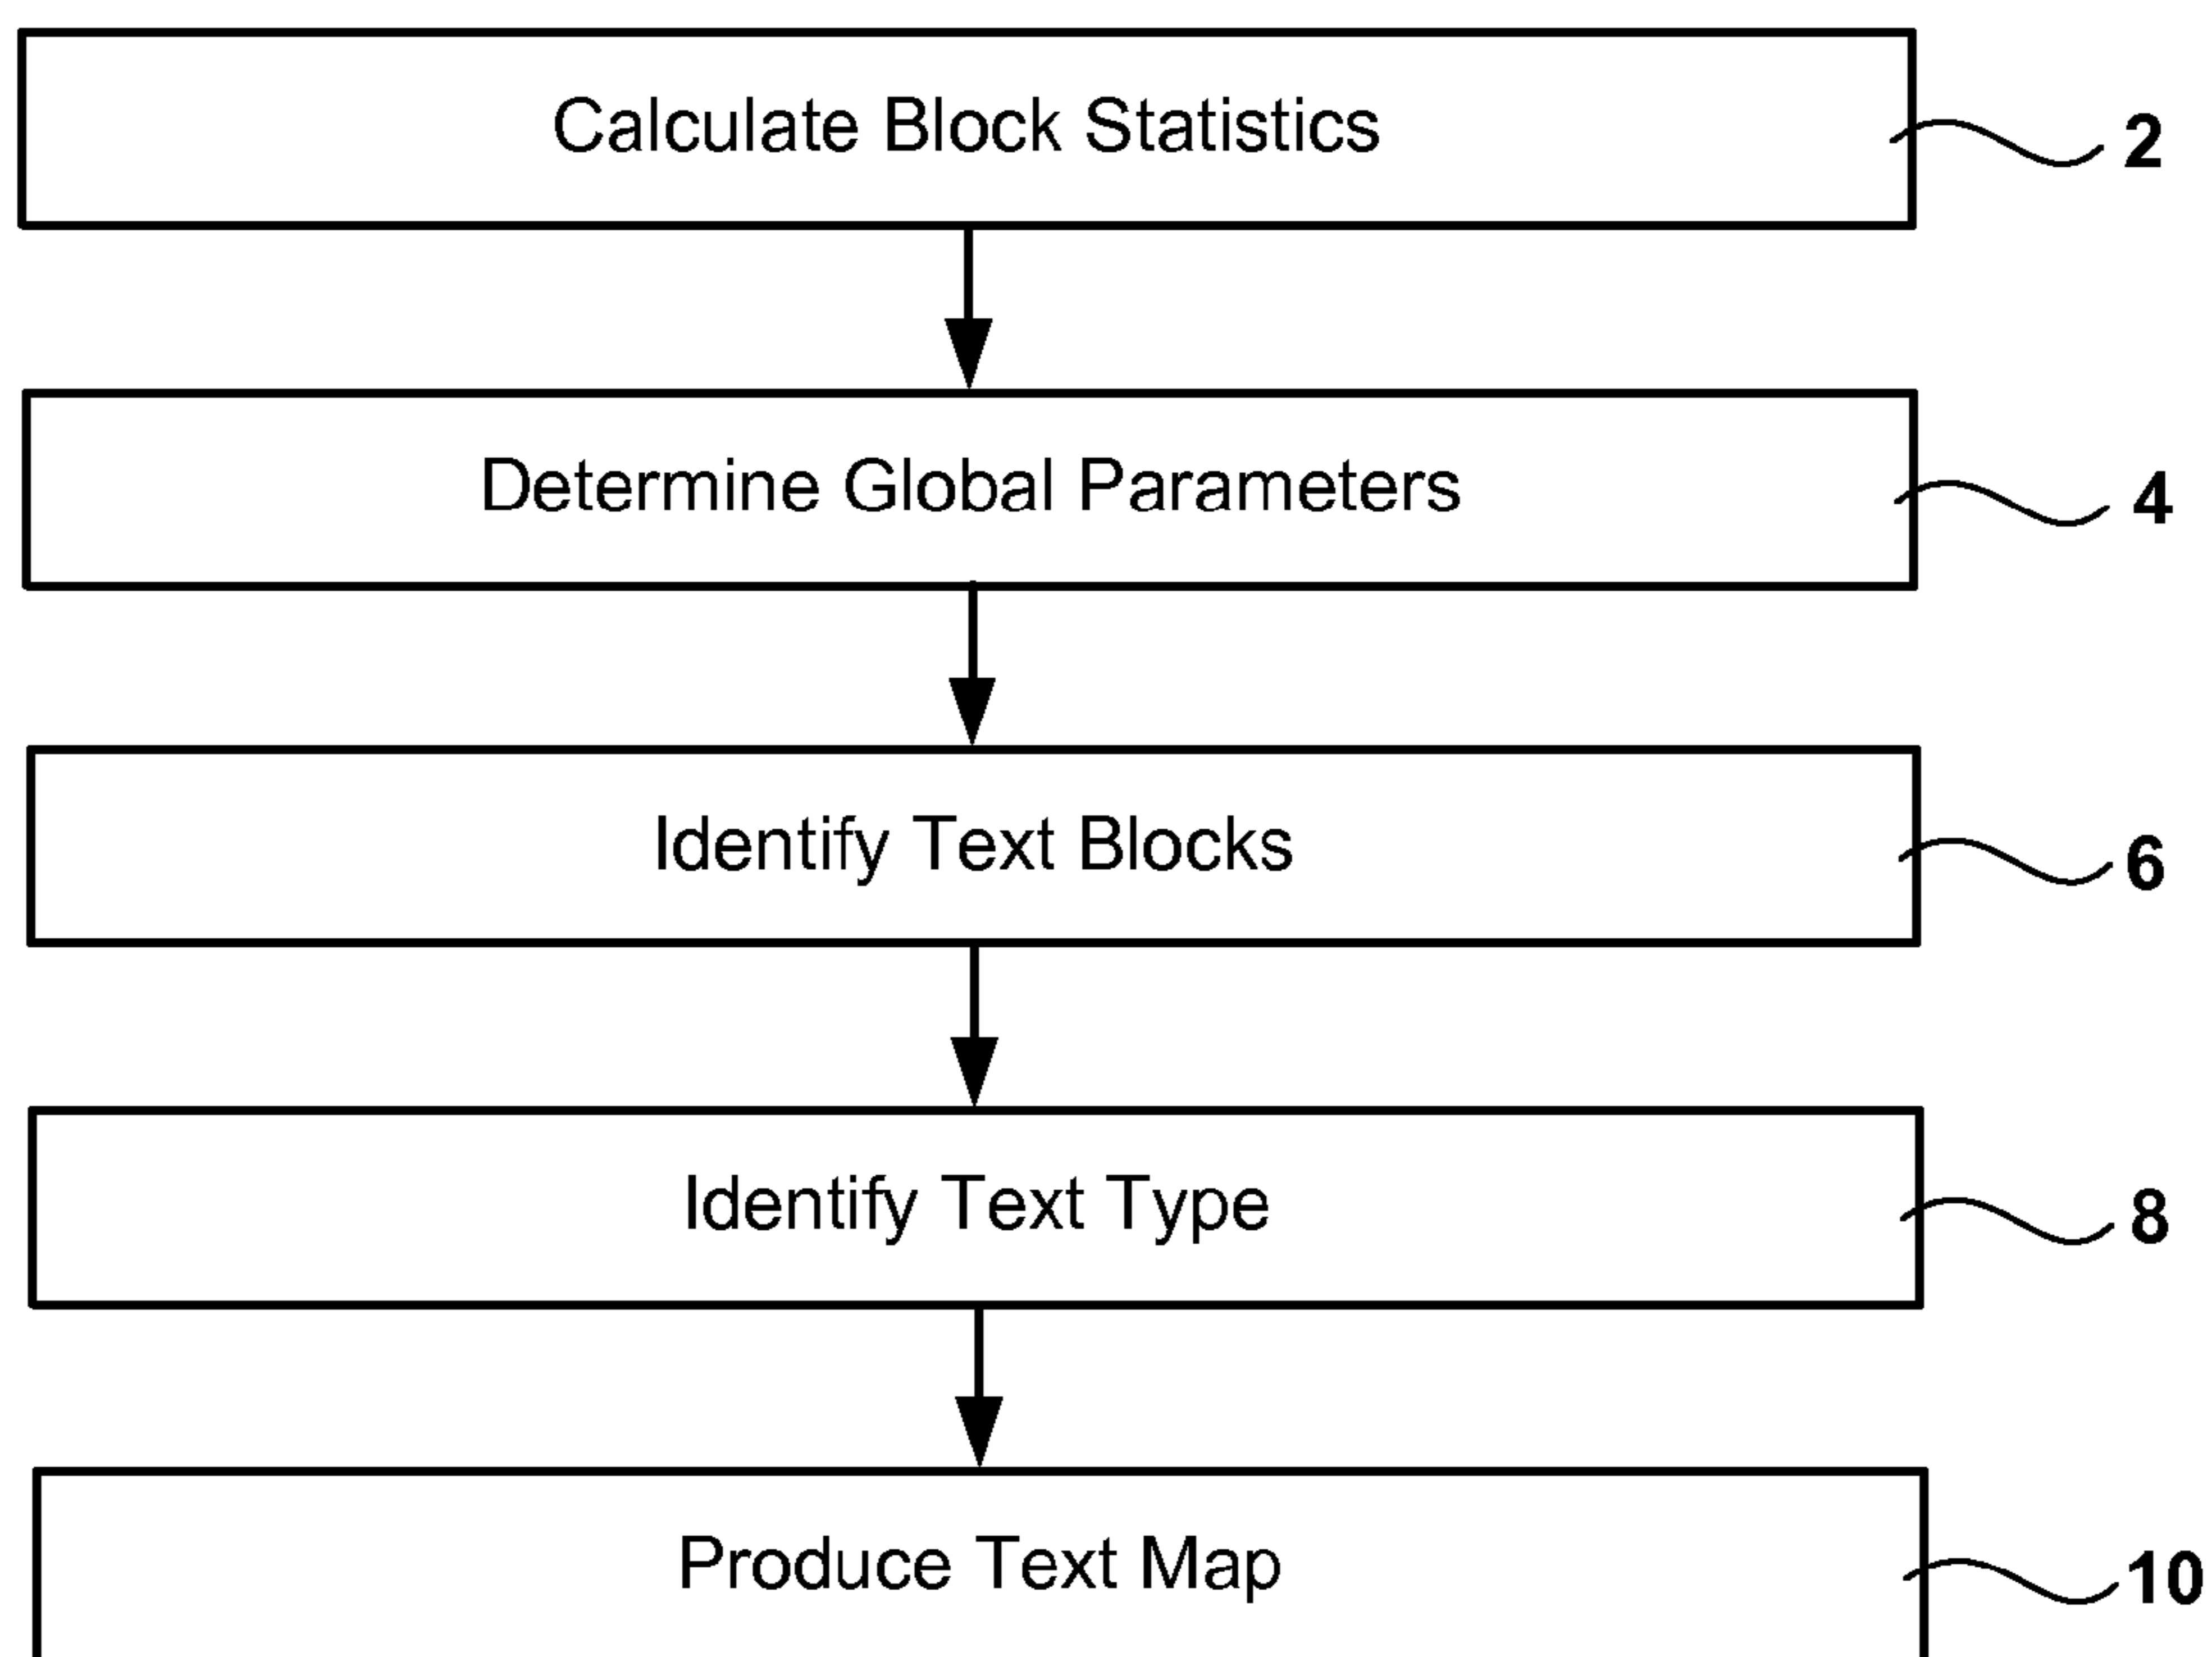 Calculate Block Statistics
2
Determine Global Parameters
4
Identify Text Blocks
6
Identify Text Type
8
Produce Text Map
10